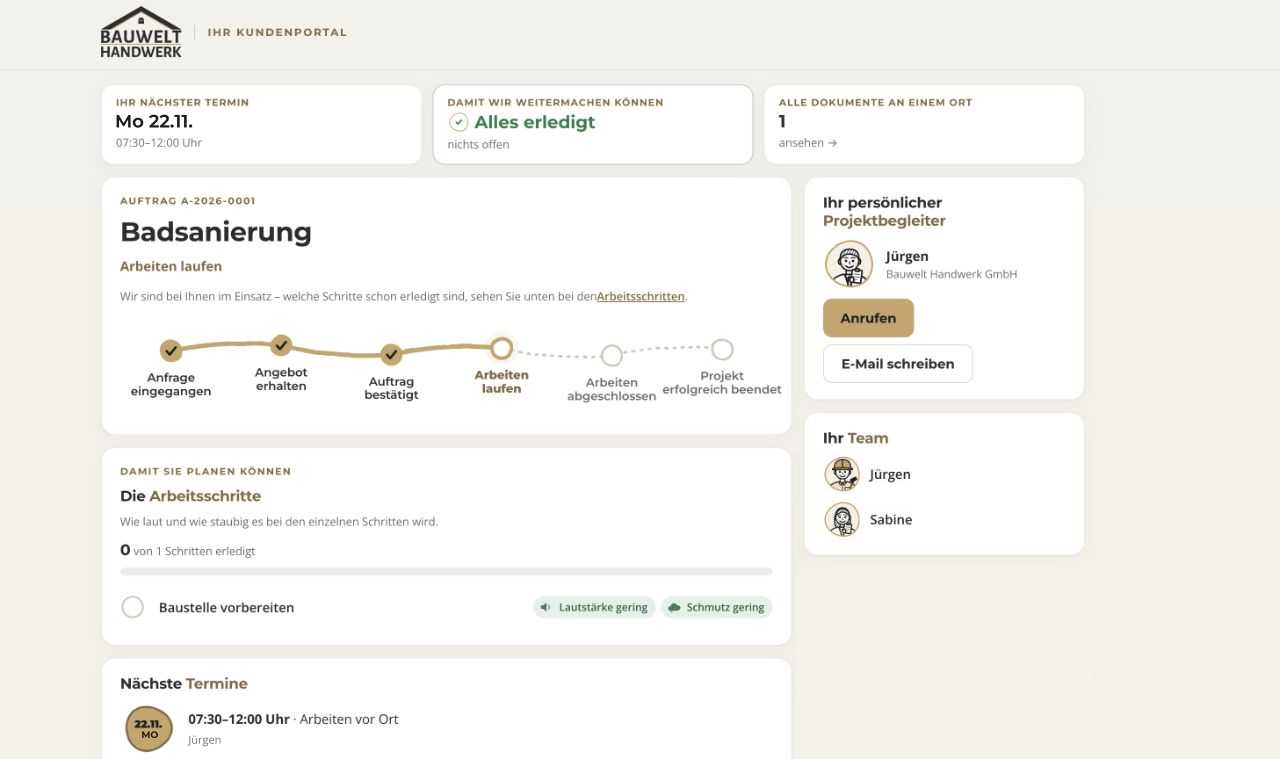 BAUWELT
HANDWERK
IHR KUNDENPORTAL
IHR NÄCHSTER TERMIN
Mo 22.11.
07:30–12:00 Uhr
DAMIT WIR WEITERMACHEN KÖNNEN
Alles erledigt
nichts offen
ALLE DOKUMENTE AN EINEM ORT
1
ansehen →
AUFTRAG A-2026-0001
Badsanierung
Arbeiten laufen
Wir sind bei Ihnen im Einsatz – welche Schritte schon erledigt sind, sehen Sie unten bei denArbeitsschritten.
Anfrage
eingegangen
Angebot
erhalten
Auftrag
bestätigt
Arbeiten
laufen
Arbeiten
abgeschlossen
Projekt
erfolgreich beendet
Ihr persönlicher
Projektbegleiter
Jürgen
Bauwelt Handwerk GmbH
Anrufen
E-Mail schreiben
Ihr Team
Jürgen
Sabine
DAMIT SIE PLANEN KÖNNEN
Die Arbeitsschritte
Wie laut und wie staubig es bei den einzelnen Schritten wird.
0 von 1 Schritten erledigt
Baustelle vorbereiten
Lautstärke gering
Schmutz gering
Nächste Termine
22.11.
MO
07:30–12:00 Uhr · Arbeiten vor Ort
Jürgen